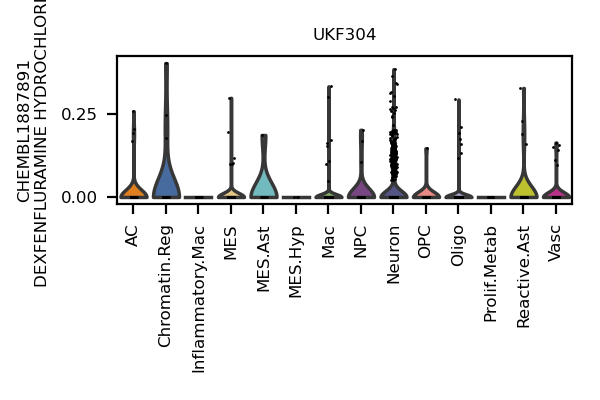 UKF304
CHEMBL1887891
DEXFENFLURAMINE HYDROCHLORI
0.25
0.00
AC
Chromatin.Reg
Inflammatory.Mac
MES
MES.Ast
MES.Hyp
Mac
NPC
Neuron
OPC
Oligo
Prolif.Metab
Reactive.Ast
Vasc